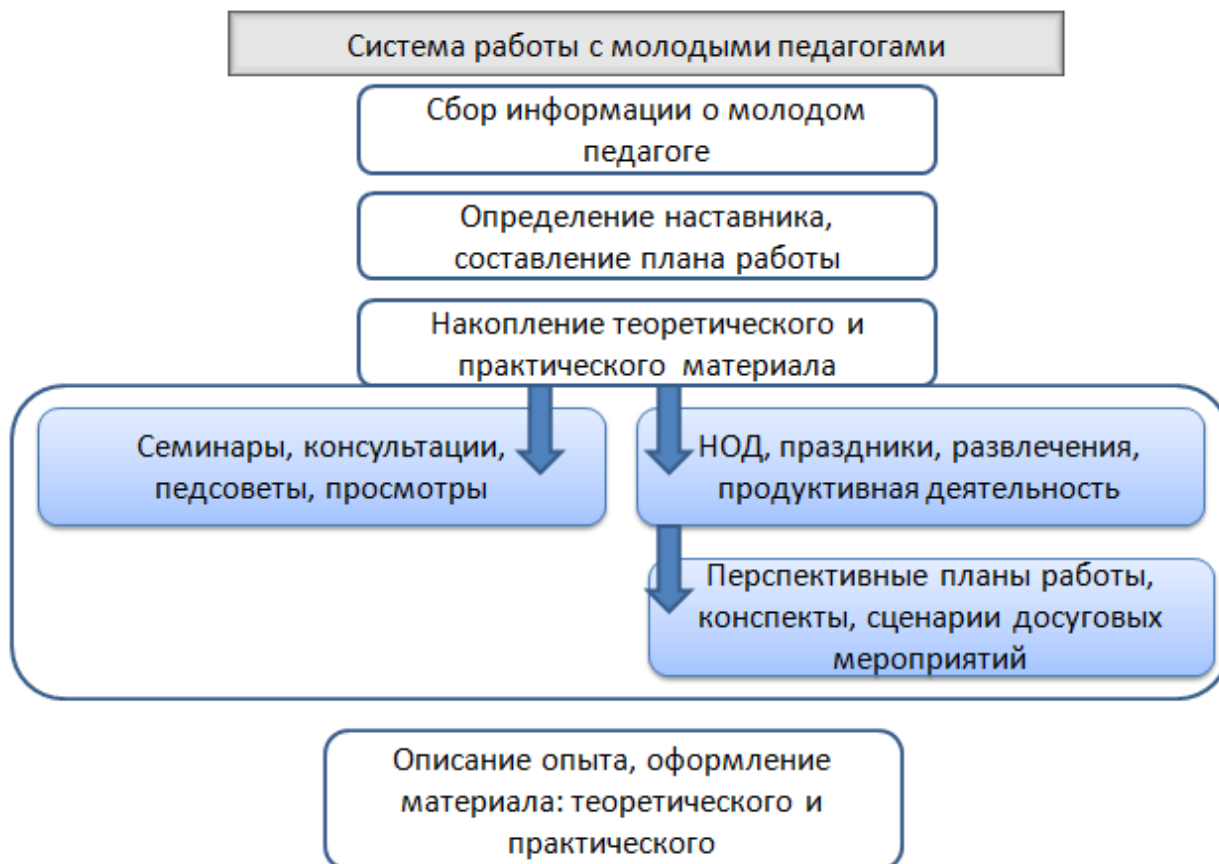 Система работы с молодыми педагогами
Сбор информации о молодом
педагоге
Определение наставника,
составление плана работы
Накопление теоретического и
практического материала
Семинары, консультации,
педсоветы, просмотры
НОД, праздники, развлечения,
продуктивная деятельность
Перспективные планы работы,
конспекты, сценарии досуговых
мероприятий
Описание опыта, оформление
материала: теоретического и
практического